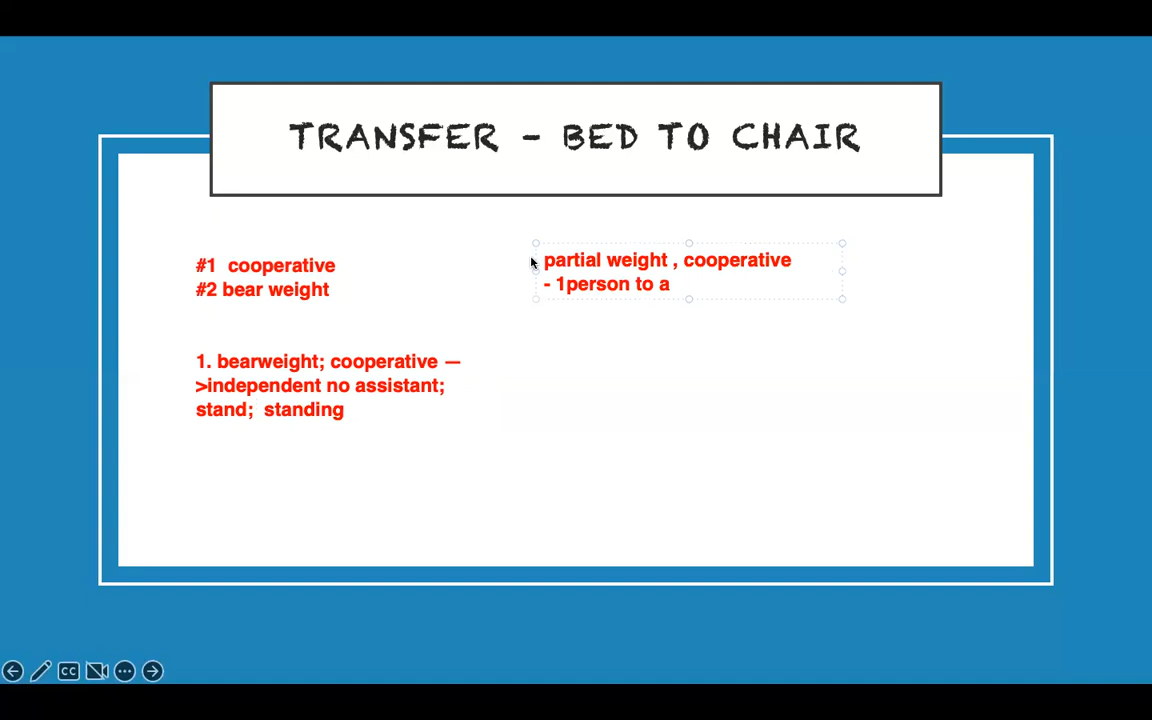 TRANSFER - BED TO CHAIR
#1 cooperative
#2 bear weight
1. bearweight; cooperative —
>independent no assistant;
stand; standing
partial weight , cooperative
- 1person to a
CC